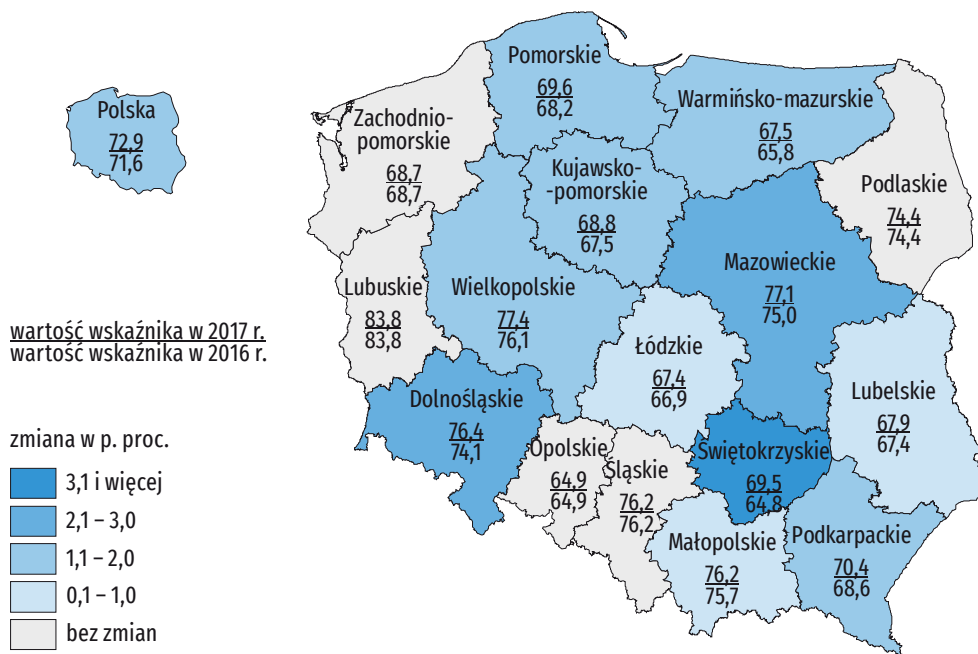 Polska
72,9
71,6
Pomorskie
69,6
68,2
Zachodnio-
pomorskie
68,7
68,7
Warmińsko-mazurskie
67,5
65,8
Kujawsko-
-pomorskie
68,8
67,5
Podlaskie
74,4
74,4
Mazowieckie
77,1
75,0
Lubuskie
83,8
83,8
Wielkopolskie
77,4
76,1
Łódzkie
67,4
66,9
Lubelskie
67,9
67,4
Dolnośląskie
76,4
74,1
Opolskie
64,9
64,9
Śląskie
76,2
76,2
Świętokrzyskie
69,5
64,8
Małopolskie
76,2
75,7
Podkarpackie
70,4
68,6
wartość wskaźnika w 2017 r.
wartość wskaźnika w 2016 r.
zmiana w p. proc.
3,1 i więcej
2,1 – 3,0
1,1 – 2,0
0,1 – 1,0
bez zmian